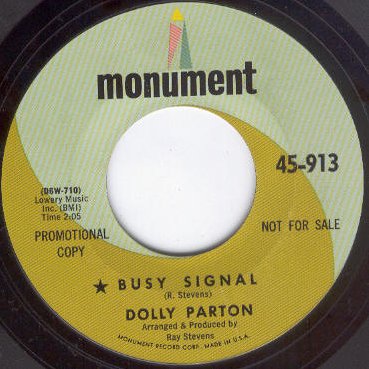 monument
45-913
(D6W-710)
Lowery Music
Inc. (BMI)
Time 2:05
PROMOTIONAL
COPY
NOT FOR SALE
★ BUSY SIGNAL
(R. Stevens)
DOLLY PARTON
Arranged & Produced by
Ray Stevens
MONUMENT RECORD CORP. MADE IN U.S.A.